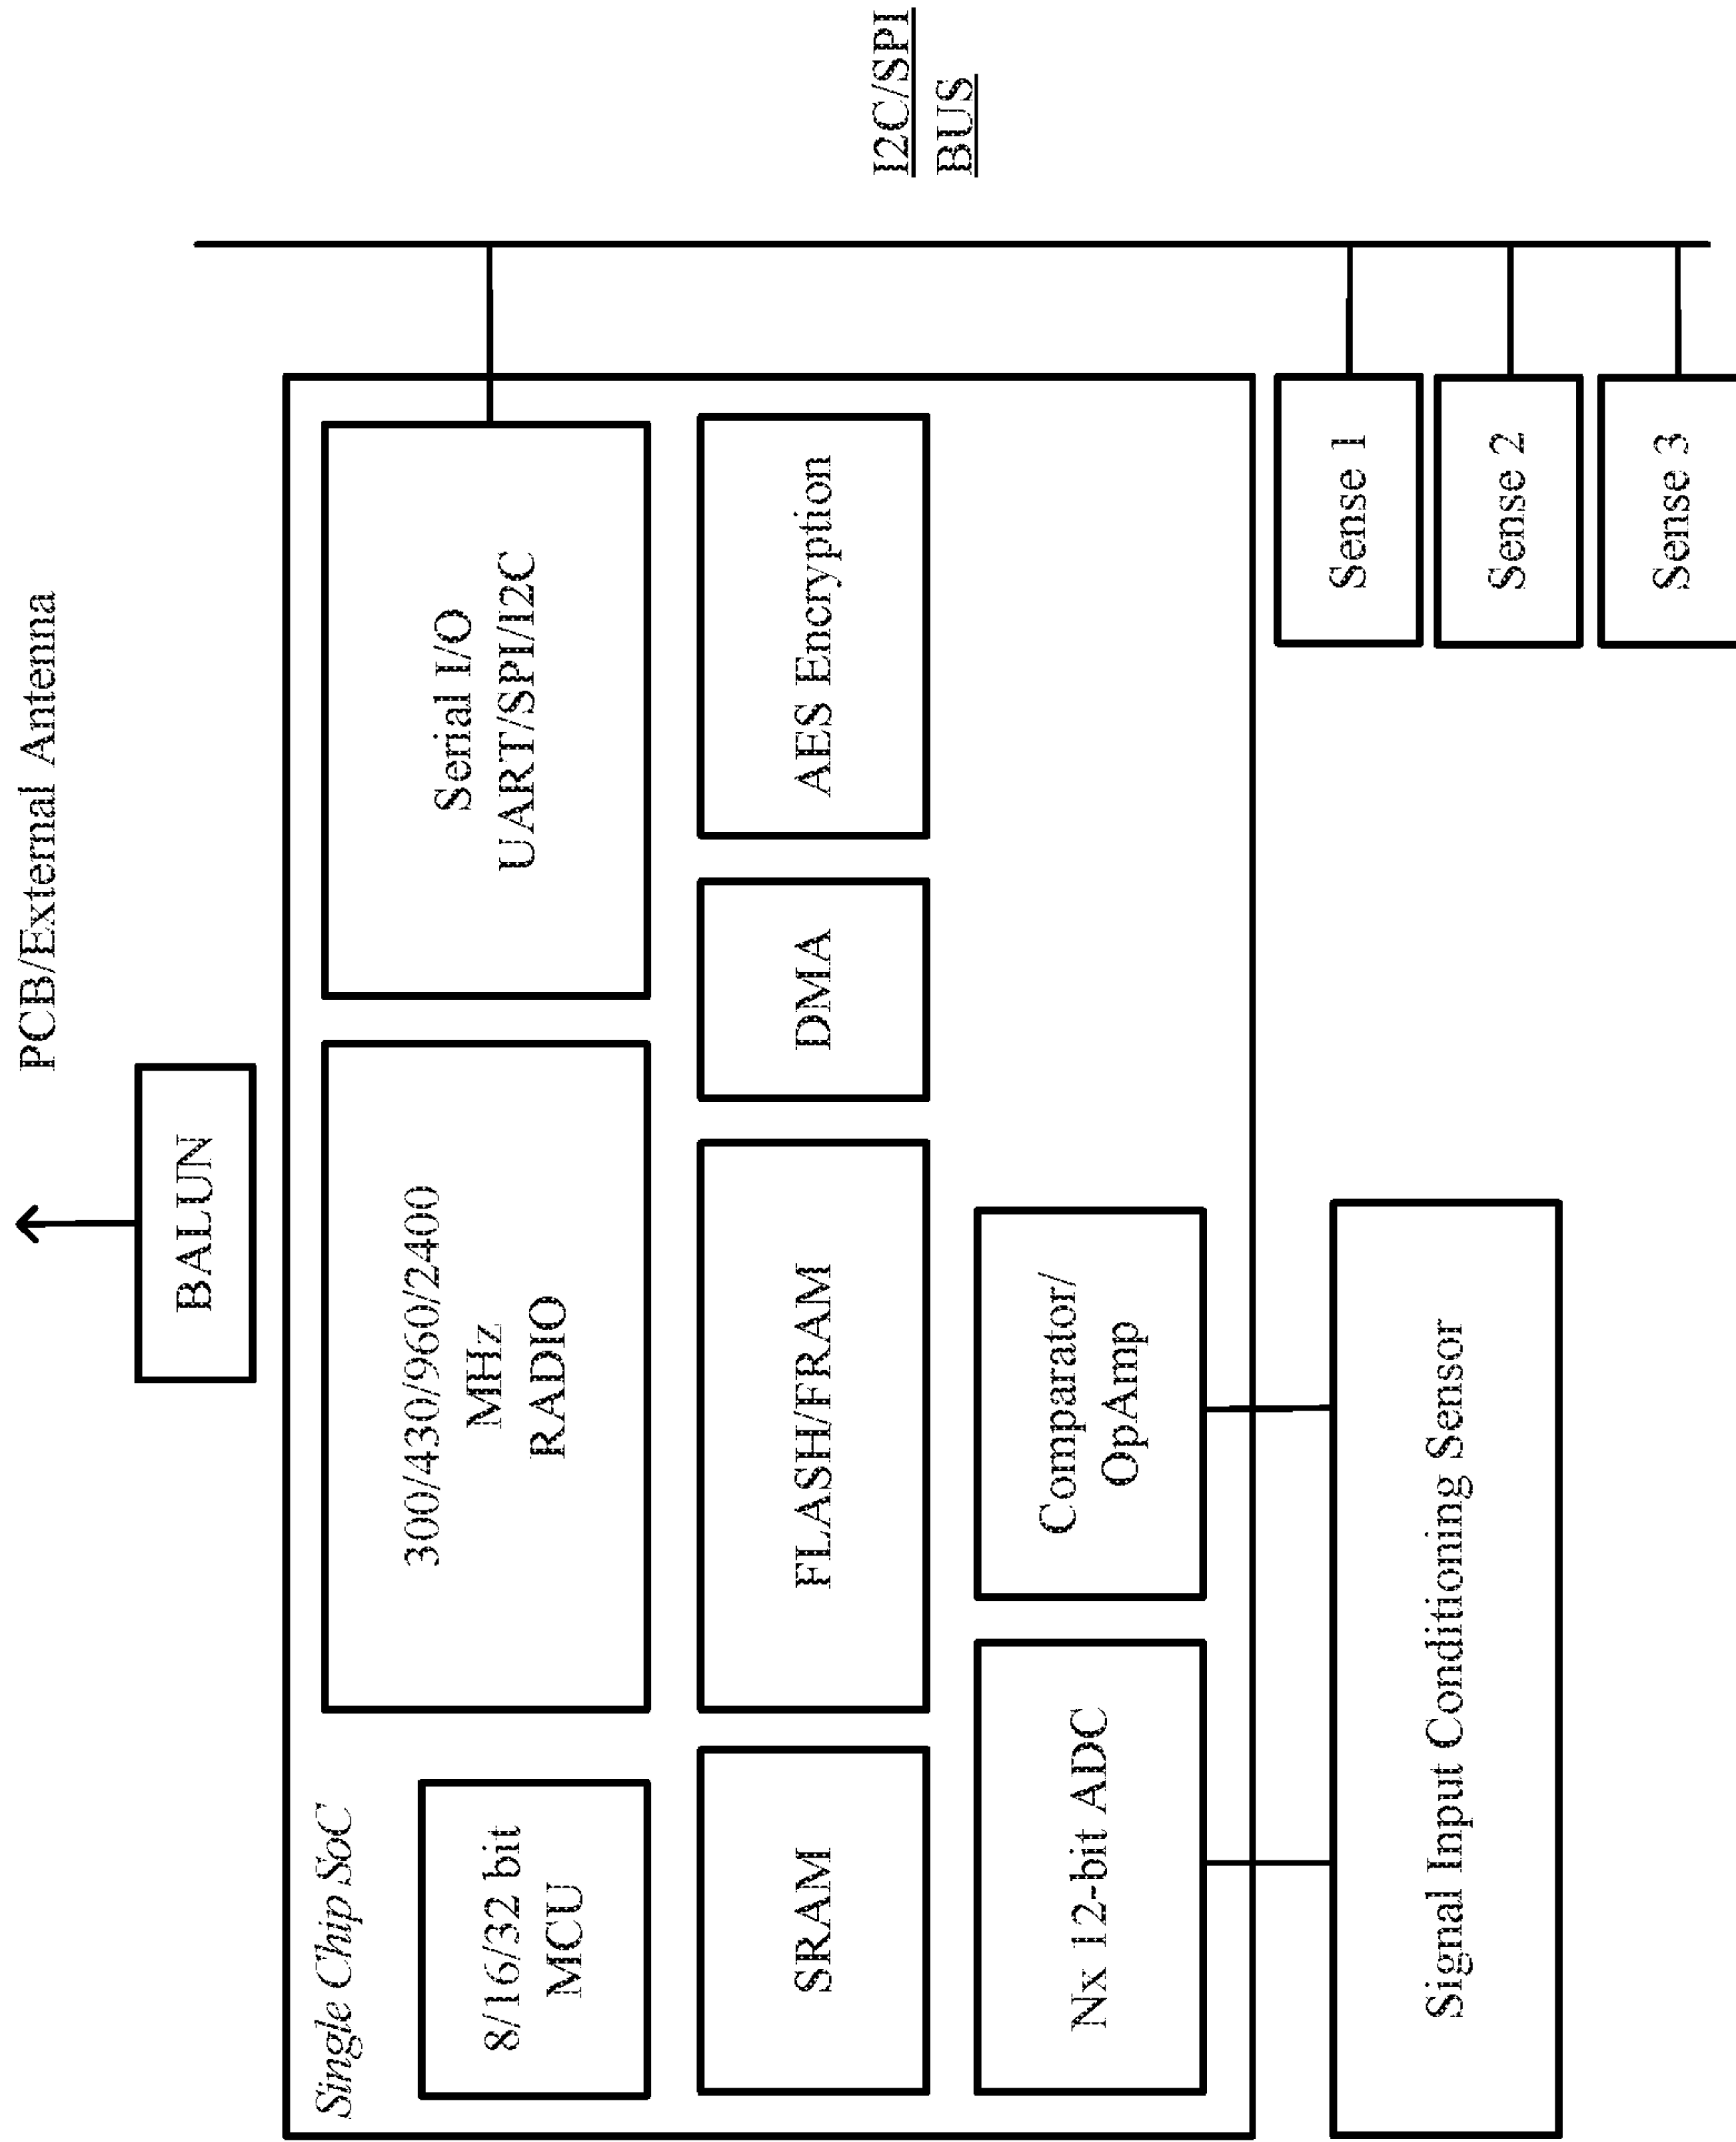 PCB/External Antenna
BALUN
Single Chip SoC
8/16/32 bit
MCU
300/430/960/2400
MHz
RADIO
Serial I/O
UART/SPI/I2C
SRAM
FLASH/FRAM
DMA
AES Encryption
Nx 12-bit ADC
Comparator/
OpAmp
I2C/SPI
BUS
Signal Input Conditioning Sensor
Sense 1
Sense 2
Sense 3